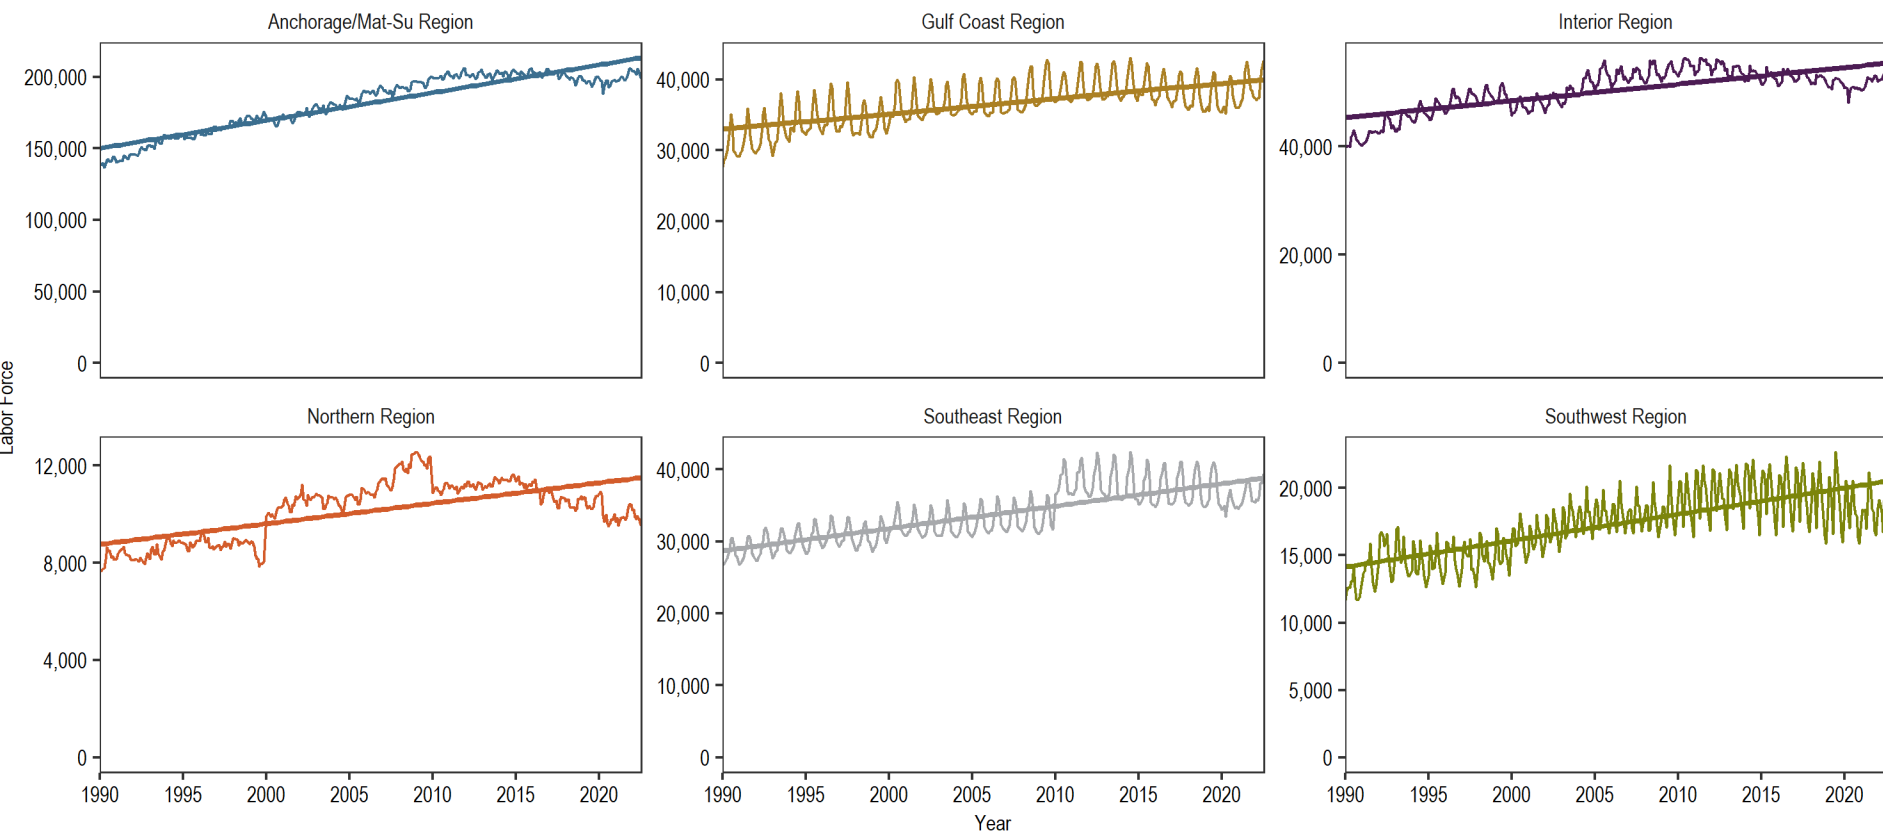 Anchorage/Mat-Su Region
Gulf Coast Region
Interior Region
200,000
150,000
100,000
50,000
0
40,000
30,000
20,000
10,000
0
40,000
20,000
0
Labor Force
Northern Region
Southeast Region
Southwest Region
12,000
8,000
4,000
0
40,000
30,000
20,000
10,000
0
20,000
15,000
10,000
5,000
0
1990 1995 2000 2005 2010 2015 2020
1990 1995 2000 2005 2010 2015 2020
1990 1995 2000 2005 2010 2015 2020
Year